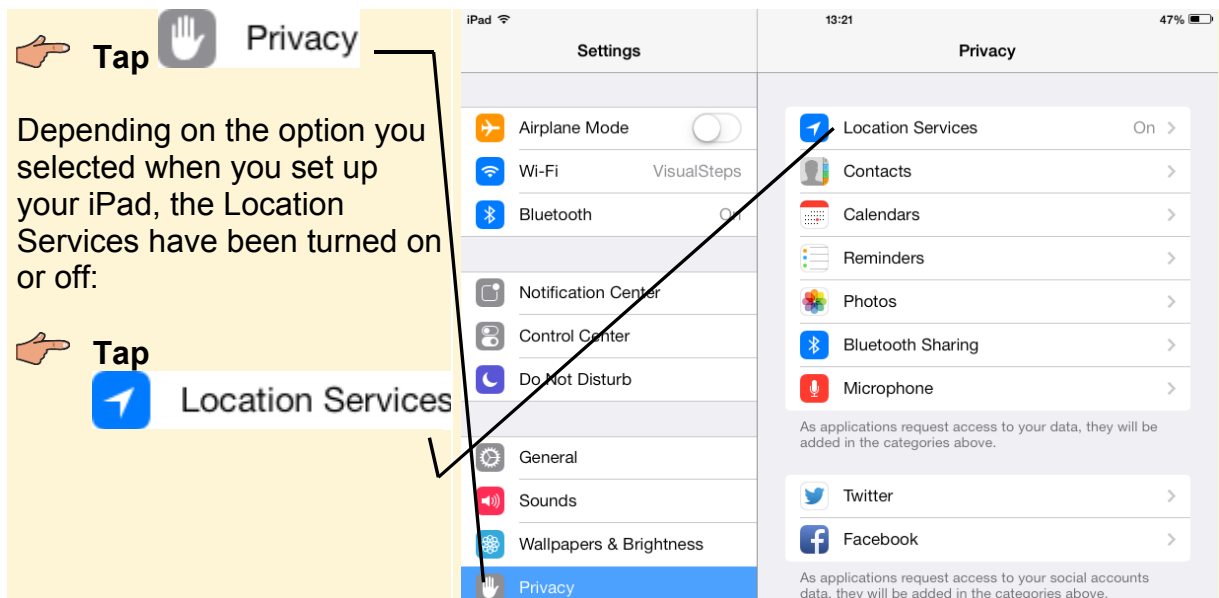 Tap Privacy
Depending on the option you
selected when you set up
your iPad, the Location
Services have been turned on
or off:
Tap
Location Services
iPad 13:21 47%
Settings
Airplane Mode
Wi-Fi VisualSteps
Bluetooth On
Notification Center
Control Center
Do Not Disturb
General
Sounds
Wallpapers & Brightness
Privacy
Privacy
Location Services On
Contacts
Calendars
Reminders
Photos
Bluetooth Sharing
Microphone
As applications request access to your data, they will be
added in the categories above.
Twitter
Facebook
As applications request access to your social accounts
data, they will be added in the categories above.